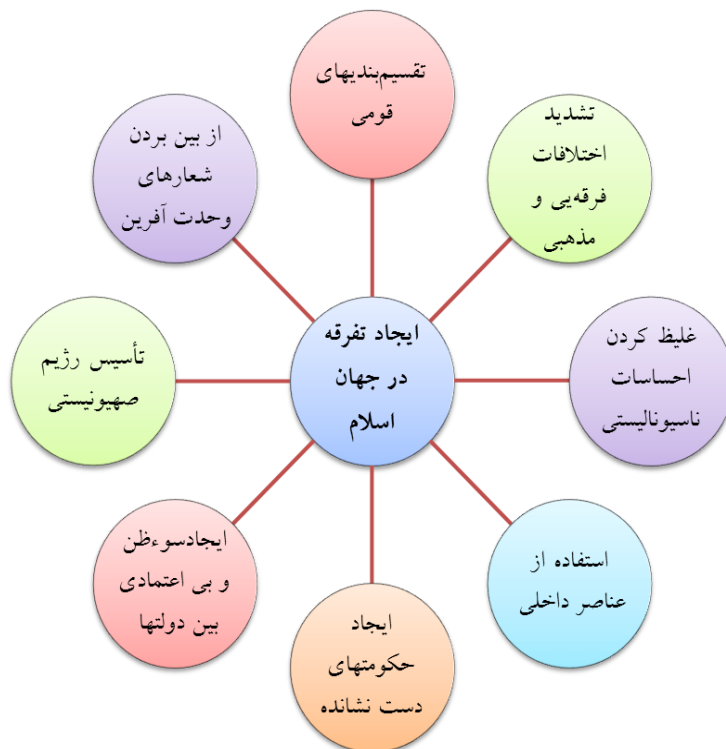 ایجاد تفرقه
در جهان
اسلام
تقسیم‌بندیهای
قومی
تشدید
اختلافات
فرقه‌یی و
مذهبی
غلیظ کردن
احساسات
ناسیونالیستی
استفاده از
عناصر داخلی
ایجاد
حکومتهای
دست نشانده
ایجادسوءظن
و بی اعتمادی
بین دولتها
تأسیس رژیم
صهیونیستی
از بین بردن
شعارهای
وحدت آفرین